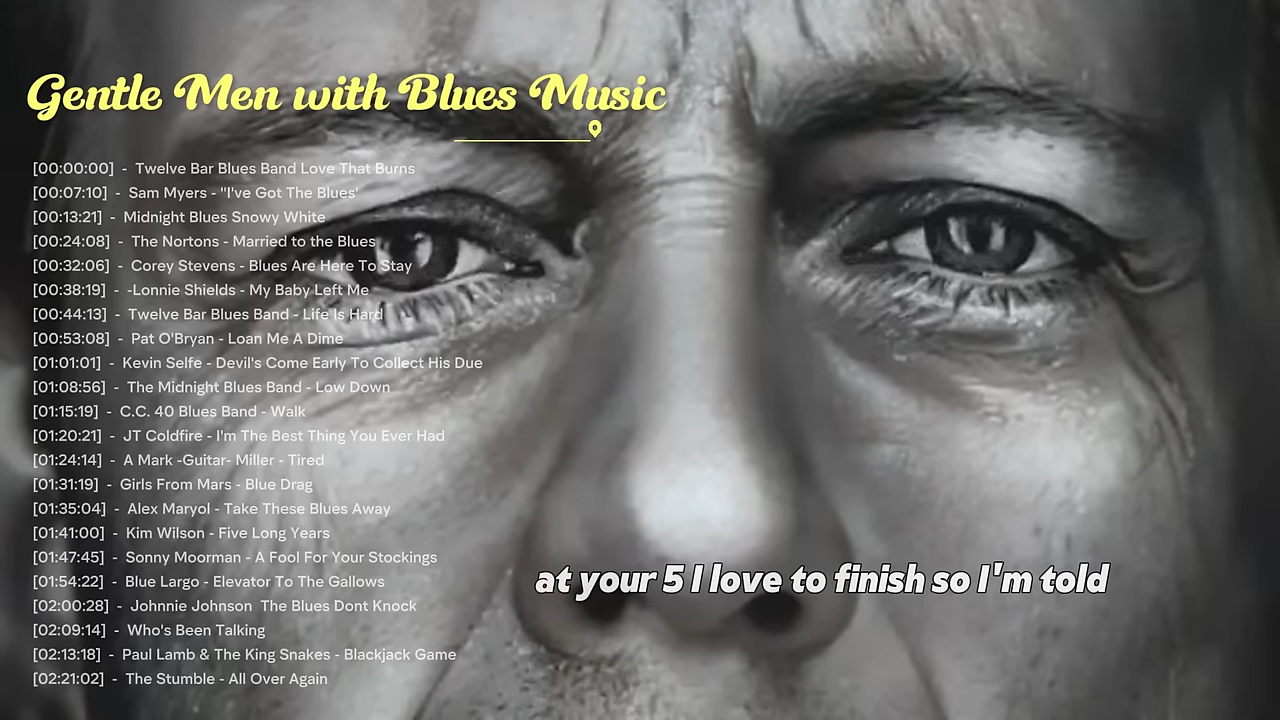 Gentle Men with Blues Music
[00:00:00] - Twelve Bar Blues Band Love That Burns
[00:07:10] - Sam Myers - "I've Got The Blues'
[00:13:21] - Midnight Blues Snowy White
[00:24:08] - The Nortons - Married to the Blues
[00:32:06] - Corey Stevens - Blues Are Here To Stay
[00:38:19] - -Lonnie Shields - My Baby Left Me
[00:44:13] - Twelve Bar Blues Band - Life Is Hard
[00:53:08] - Pat O'Bryan - Loan Me A Dime
[01:01:01] - Kevin Selfe - Devil's Come Early To Collect His Due
[01:08:56] - The Midnight Blues Band - Low Down
[01:15:19] - C.C. 40 Blues Band - Walk
[01:20:21] - JT Coldfire - I'm The Best Thing You Ever Had
[01:24:14] - A Mark -Guitar- Miller - Tired
[01:31:19] - Girls From Mars - Blue Drag
[01:35:04] - Alex Maryol - Take These Blues Away
[01:41:00] - Kim Wilson - Five Long Years
[01:47:45] - Sonny Moorman - A Fool For Your Stockings
[01:54:22] - Blue Largo - Elevator To The Gallows
[02:00:28] - Johnnie Johnson  The Blues Dont Knock
[02:09:14] - Who's Been Talking
[02:13:18] - Paul Lamb & The King Snakes - Blackjack Game
[02:21:02] - The Stumble - All Over Again
at your 5 I love to finish so I'm told